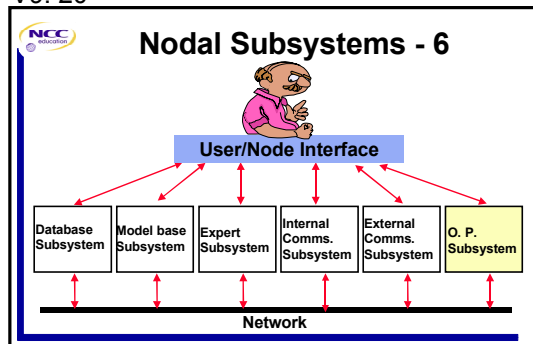 NCC
education
Nodal Subsystems - 6
User/Node Interface
Database
Subsystem
Model base
Subsystem
Expert
Subsystem
Internal
Comms.
Subsystem
External
Comms.
Subsystem
O. P.
Subsystem
Network